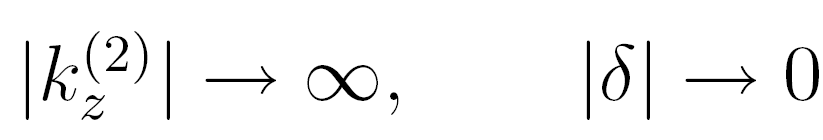 |k_z^{(2)}| → ∞, |δ| → 0